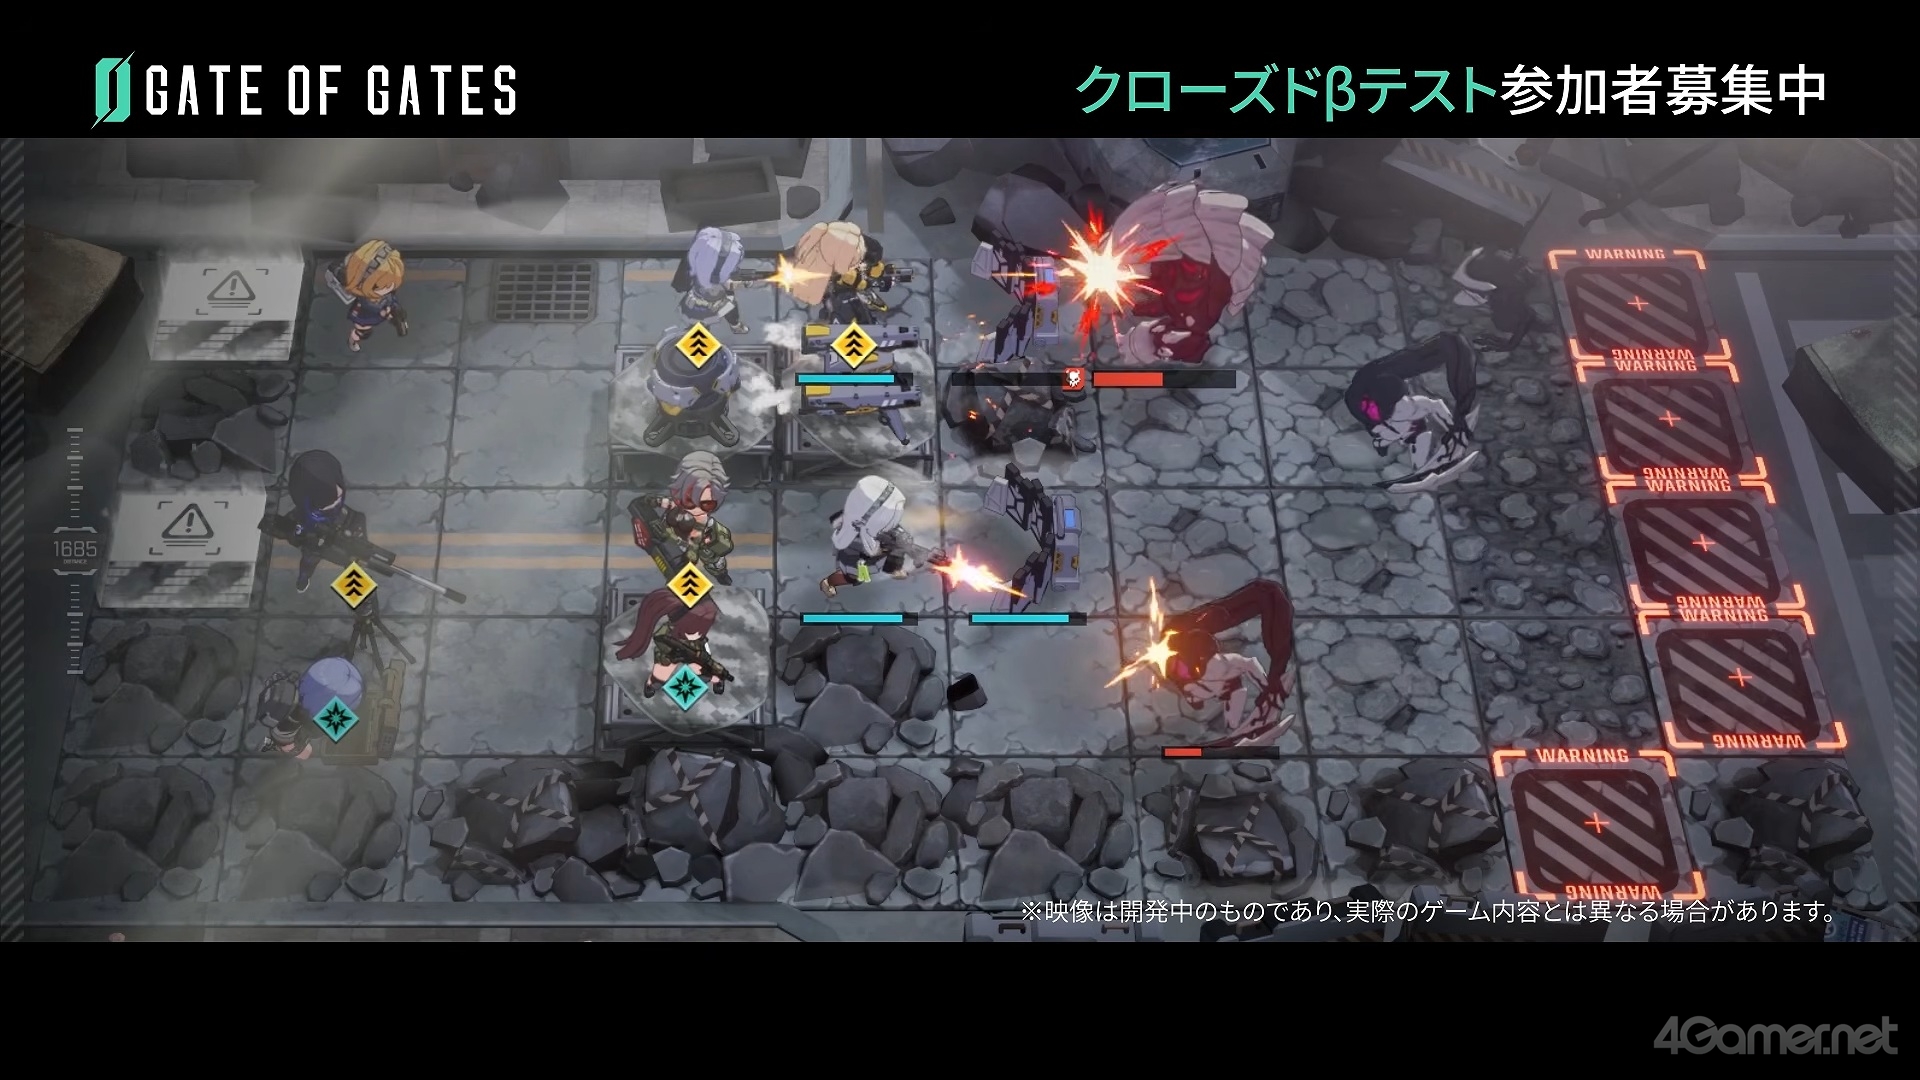 GATE OF GATES
クローズドβテスト参加者募集中
WARNING
WARNING
WARNING
WARNING
WARNING
WARNING
WARNING
WARNING
1685
DISTANCE
WARNING
WARNING
※映像は開発中のものであり、実際のゲーム内容とは異なる場合があります。
4Gamer.net